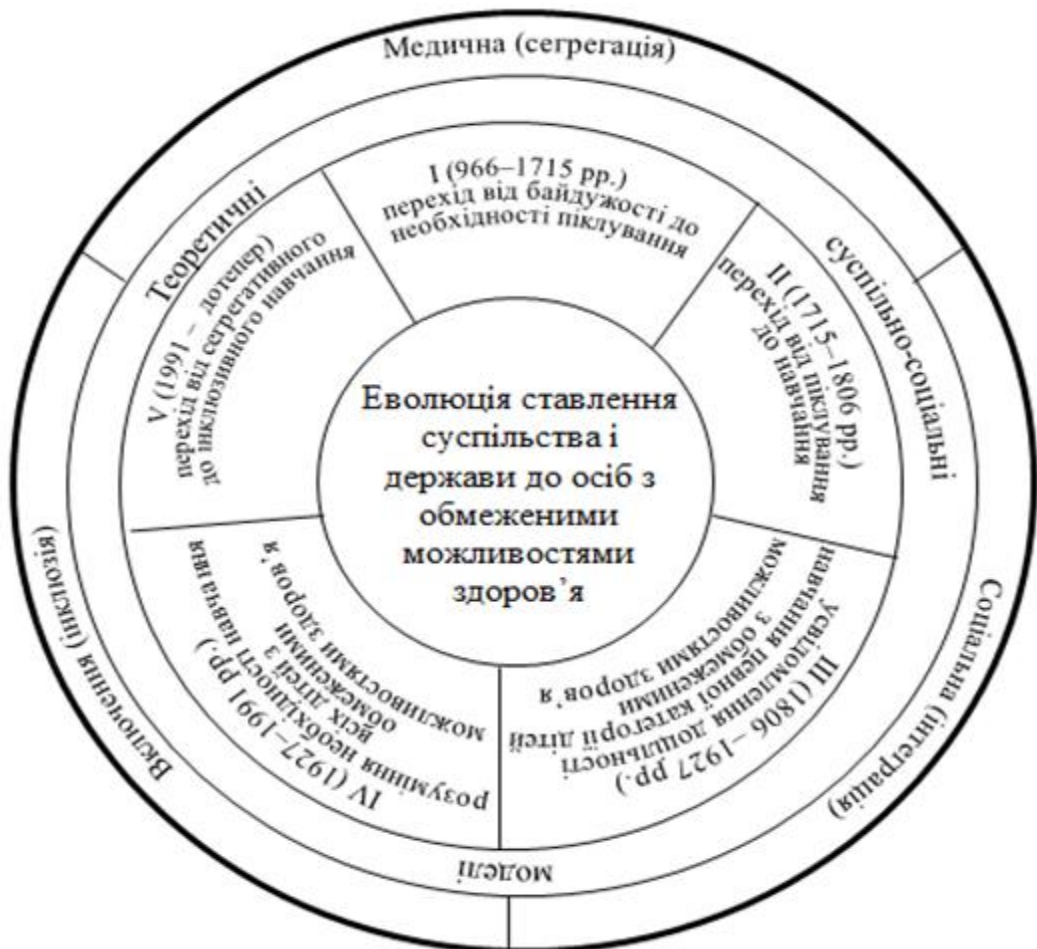 Медична (сегрегація)
Соціальна (інтеграція)
Включення (інклюзія)
Теоретичні
суспільно-соціальні
моделі
I (966–1715 рр.)
перехід від байдужості до
необхідності піклування
II (1715–1806 рр.)
перехід від піклування
до навчання
III (1806 –1927 рр.)
Усвідомлення доцільності
навчання певної категорії дітей
з обмеженими
можливостями здоров'я
IV (1927–1991 рр.)
розуміння необхідності навчання
всіх дітей з
обмеженими
можливостями здоров'я
V (1991 – дотепер)
перехід від сегрегативного
до інклюзивного навчання
Еволюція ставлення
суспільства і
держави до осіб з
обмеженими
можливостями
здоров’я